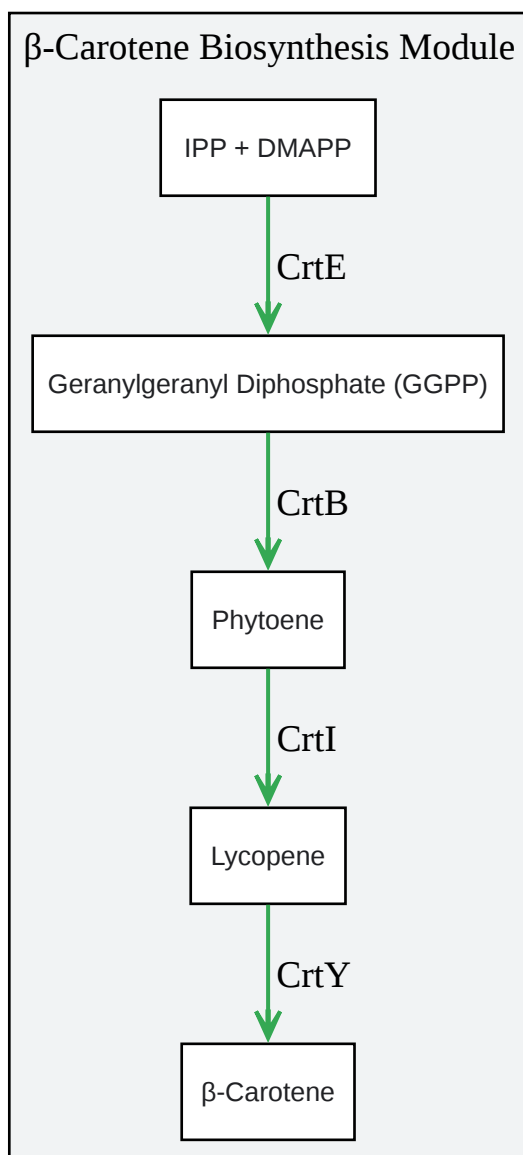 β-Carotene Biosynthesis Module
IPP + DMAPP
CrtE
Geranylgeranyl Diphosphate (GGPP)
CrtB
Phytoene
CrtI
Lycopene
CrtY
β-Carotene